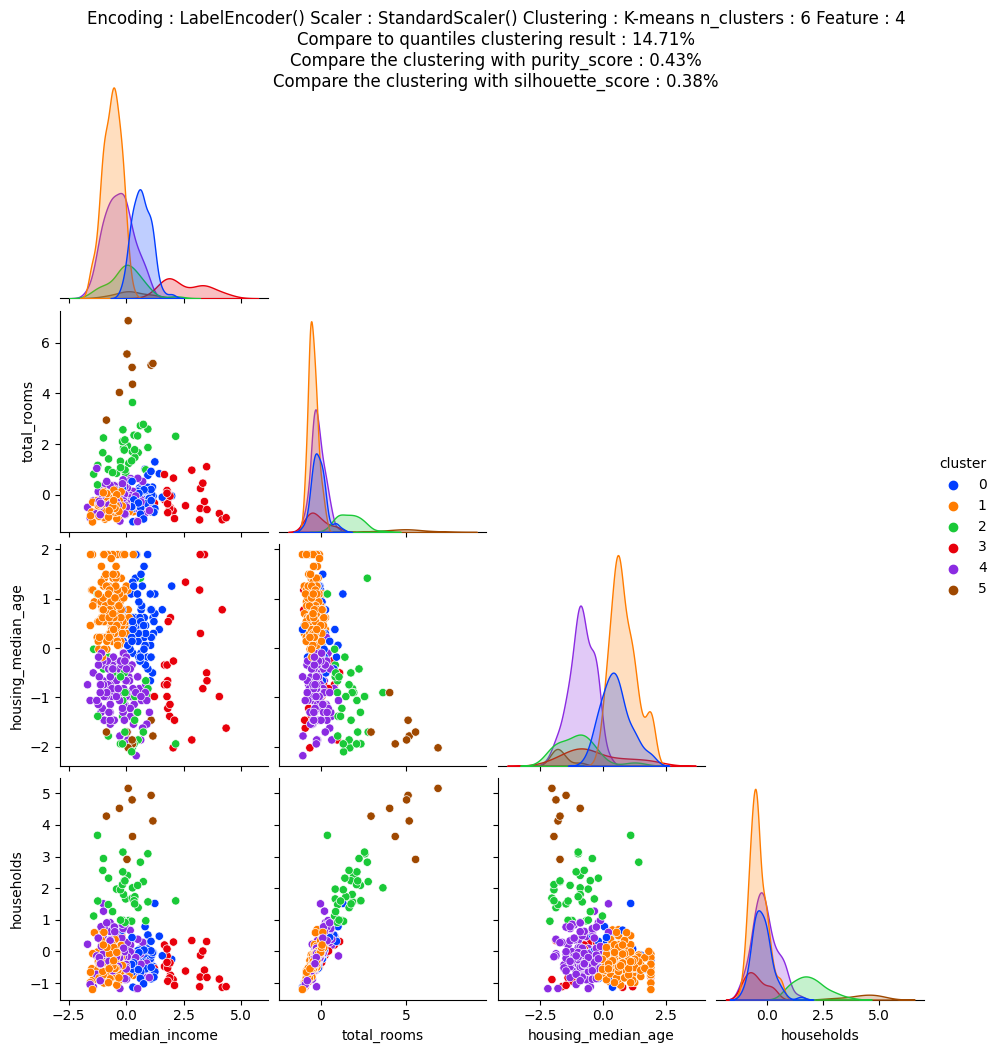 Encoding : LabelEncoder() Scaler : StandardScaler() Clustering : K-means n_clusters : 6 Feature : 4
Compare to quantiles clustering result : 14.71%
Compare the clustering with purity_score : 0.43%
Compare the clustering with silhouette_score : 0.38%
total_rooms
6
4
2
0
housing_median_age
2
1
0
−1
−2
households
5
4
3
2
1
0
−1
−2.5 0.0 2.5 5.0
median_income
0 5
total_rooms
−2.5 0.0 2.5
housing_median_age
0.0 2.5 5.0
households
cluster
0
1
2
3
4
5